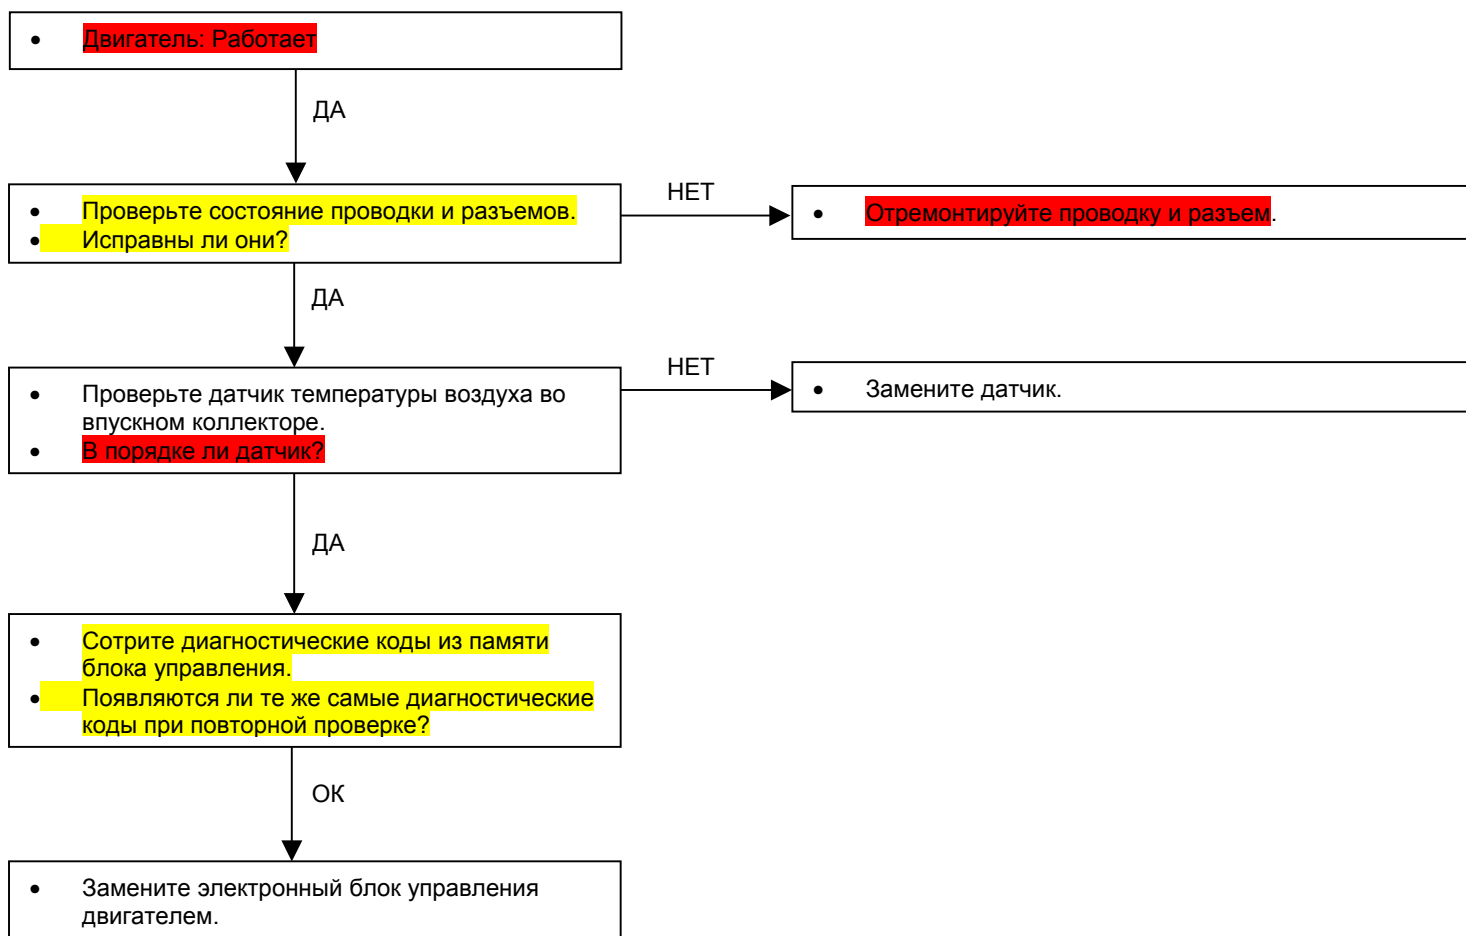 • Двигатель: Работает
ДА
• Проверьте состояние проводки и разъемов.
• Исправны ли они?
НЕТ
• Отремонтируйте проводку и разъем.
ДА
• Проверьте датчик температуры воздуха во
впускном коллекторе.
• В порядке ли датчик?
НЕТ
• Замените датчик.
ДА
• Сотрите диагностические коды из памяти
блока управления.
• Появляются ли те же самые диагностические
коды при повторной проверке?
ОК
• Замените электронный блок управления
двигателем.